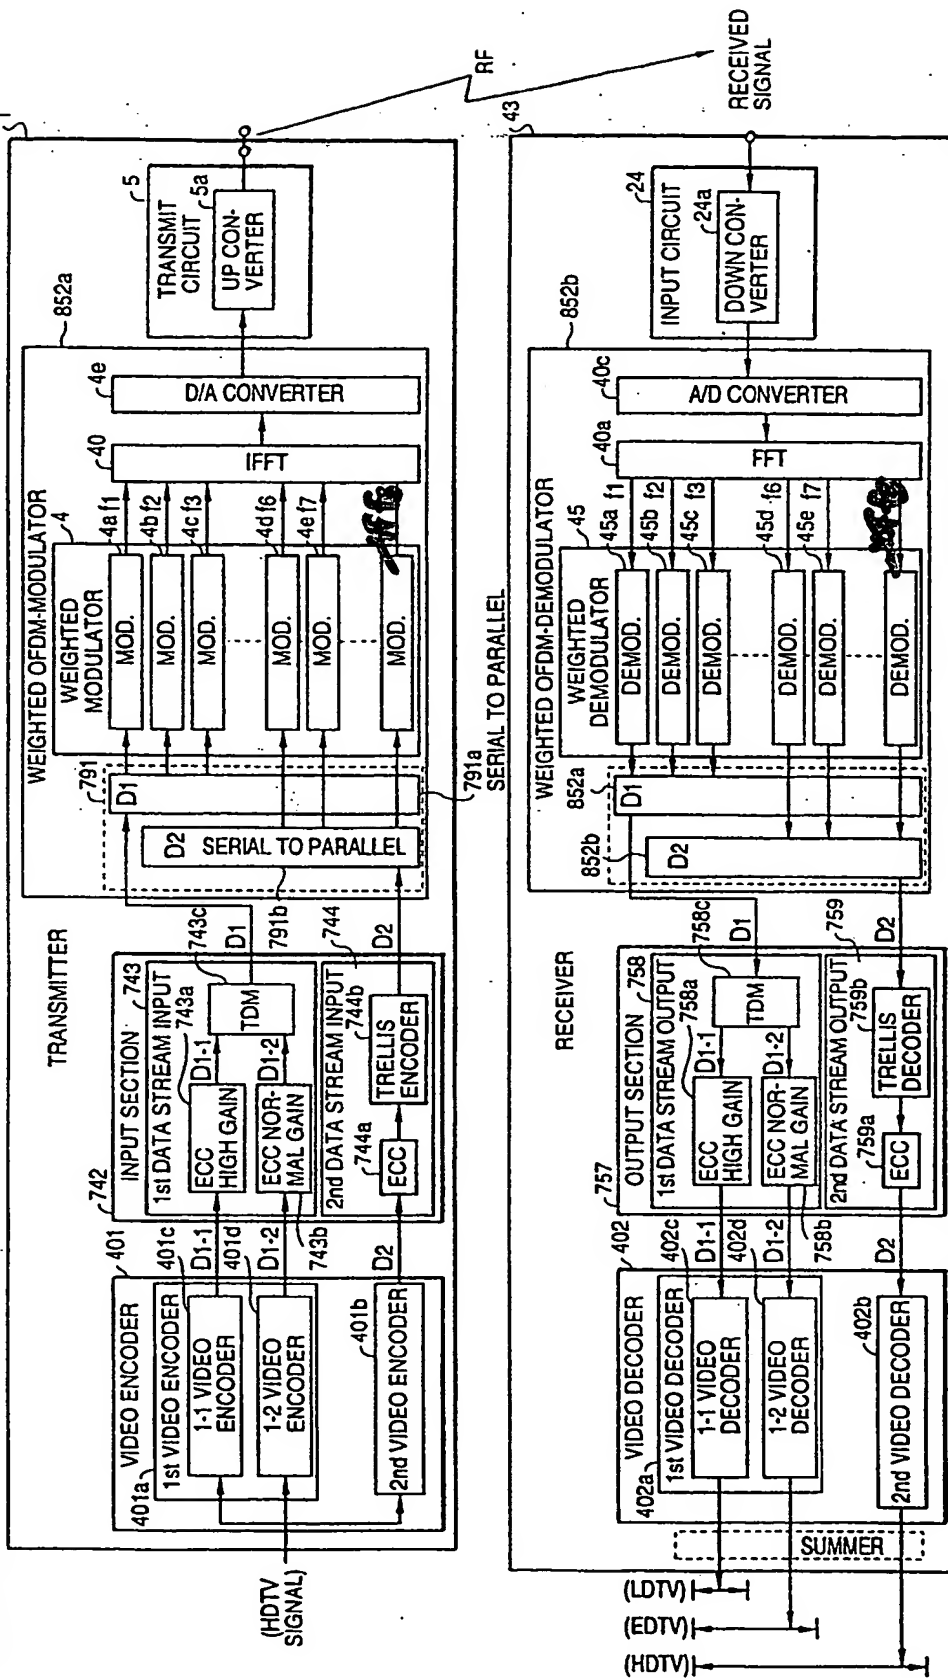 TRANSMITTER
1
(HDTV SIGNAL)
401
VIDEO ENCODER
401a
1st VIDEO ENCODER
401c
1-1 VIDEO ENCODER
401d
1-2 VIDEO ENCODER
401b
2nd VIDEO ENCODER
D1-1
D1-2
D2
742
INPUT SECTION
743
1st DATA STREAM INPUT
743a
ECC HIGH GAIN
D1-1
743b
ECC NOR-
MAL GAIN
D1-2
743c
TDM
D1
744
2nd DATA STREAM INPUT
744a
ECC
744b
TRELLIS ENCODER
D2
852a
WEIGHTED OFDM-MODULATOR
791
D1
791b
D2 SERIAL TO PARALLEL
791a
SERIAL TO PARALLEL
4
WEIGHTED MODULATOR
MOD.
4a f1
MOD.
4b f2
MOD.
4c f3
MOD.
4d f6
MOD.
4e f7
MOD.
40
IFFT
4e
D/A CONVERTER
5
TRANSMIT CIRCUIT
5a
UP CON-
VERTER
RF
RECEIVER
43
RECEIVED SIGNAL
24
INPUT CIRCUIT
24a
DOWN CON-
VERTER
852b
WEIGHTED OFDM-DEMODULATOR
40c
A/D CONVERTER
40a
FFT
45
WEIGHTED DEMODULATOR
DEMOD.
45a f1
DEMOD.
45b f2
DEMOD.
45c f3
DEMOD.
45d f6
DEMOD.
45e f7
DEMOD.
852a
D1
852b
D2
D1
D2
757
OUTPUT SECTION
758
1st DATA STREAM OUTPUT
758c
TDM
758a
ECC HIGH GAIN
D1-1
758b
ECC NOR-
MAL GAIN
D1-2
759
2nd DATA STREAM OUTPUT
759b
TRELLIS DECODER
759a
ECC
D1-1
D1-2
D2
402
VIDEO DECODER
402a
1st VIDEO DECODER
402c
1-1 VIDEO DECODER
402d
1-2 VIDEO DECODER
402b
2nd VIDEO DECODER
SUMMER
(LDTV)
(EDTV)
(HDTV)